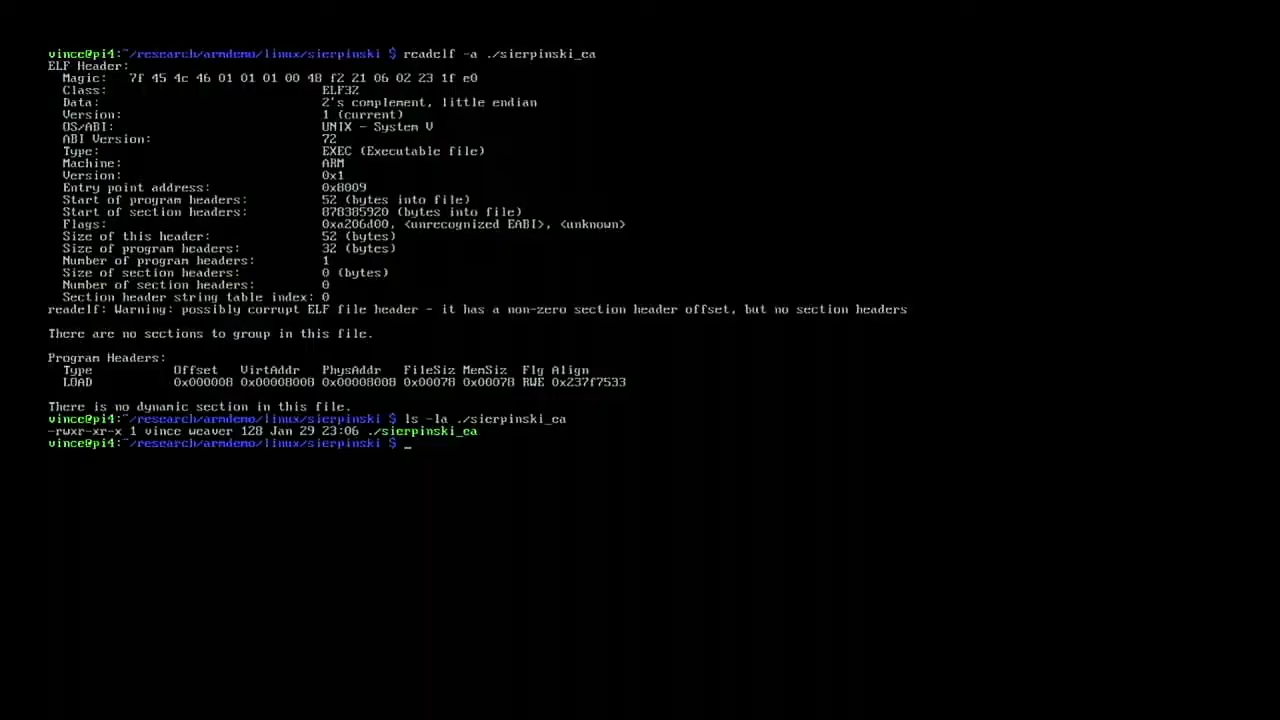 vince@pi4:~/research/armdemo/linux/sierpinski $ readelf -a ./sierpinski_ea
ELF Header:
  Magic:   7f 45 4c 46 01 01 01 00 48 f2 21 06 02 23 1f e0
  Class:                             ELF32
  Data:                              2's complement, little endian
  Version:                           1 (current)
  OS/ABI:                            UNIX - System V
  ABI Version:                       72
  Type:                              EXEC (Executable file)
  Machine:                           ARM
  Version:                           0x1
  Entry point address:               0x8009
  Start of program headers:          52 (bytes into file)
  Start of section headers:          878385920 (bytes into file)
  Flags:                             0xa206d00, <unrecognized EABI>, <unknown>
  Size of this header:               52 (bytes)
  Size of program headers:           32 (bytes)
  Number of program headers:         1
  Size of section headers:           0 (bytes)
  Number of section headers:         0
  Section header string table index: 0
readelf: Warning: possibly corrupt ELF file header - it has a non-zero section header offset, but no section headers
There are no sections to group in this file.
Program Headers:
  Type           Offset   VirtAddr   PhysAddr   FileSiz MemSiz  Flg Align
  LOAD           0x000008 0x00008008 0x00008008 0x00078 0x00078 RWE 0x237f7533
There is no dynamic section in this file.
vince@pi4:~/research/armdemo/linux/sierpinski $ ls -la ./sierpinski_ea
-rwxr-xr-x 1 vince weaver 128 Jan 29 23:06 ./sierpinski_ea
vince@pi4:~/research/armdemo/linux/sierpinski $ _